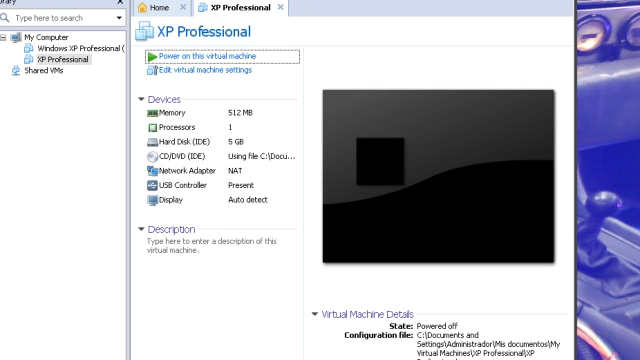 brary x
Type here to search
My Computer
Windows XP Professional (
XP Professional
Shared VMs
Home x
XP Professional x
XP Professional
Power on this virtual machine
Edit virtual machine settings
Devices
Memory 512 MB
Processors 1
Hard Disk (IDE) 5 GB
CD/DVD (IDE) Using file C:\Docu...
Network Adapter NAT
USB Controller Present
Display Auto detect
Description
Type here to enter a description of this
virtual machine.
Virtual Machine Details
State: Powered off
Configuration file: C:\Documents and
Settings\Administrador\Mis documentos\My
Virtual Machines\XP Professional\XP